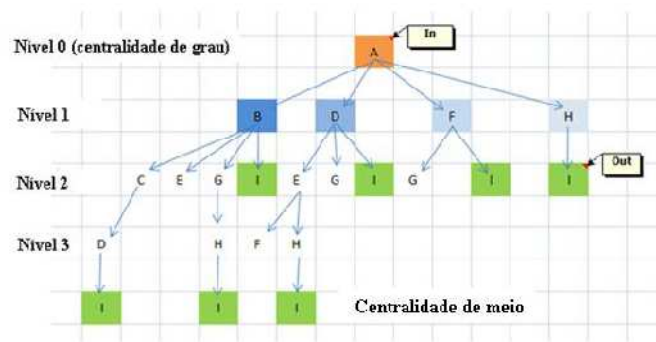 In
Nível 0 (centralidade de grau)
A
Nível 1 B D F H
Out
Nível 2 C E G I E G I G I I
Nível 3 D H F H
I I I Centralidade de meio